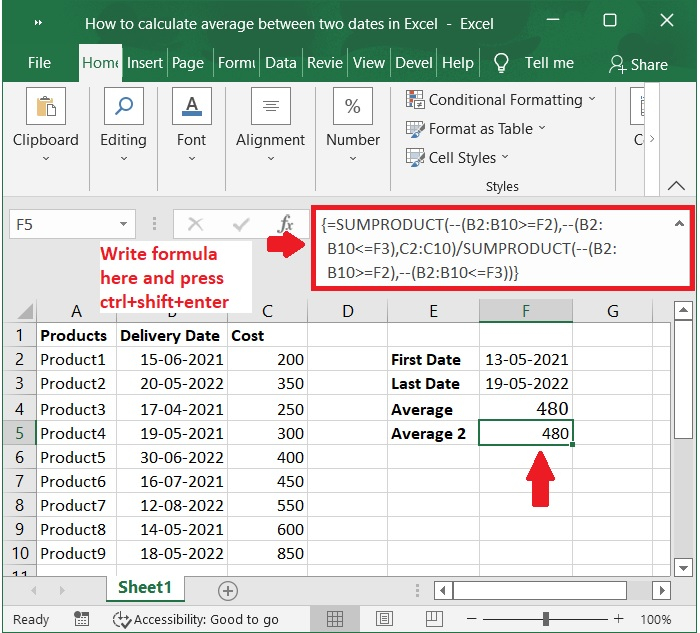 How to calculate average between two dates in Excel - Excel
File Home Insert Page Formu Data Revie View Devel Help Tell me Share
Clipboard Editing Font Alignment Number
A %
Conditional Formatting
Format as Table
Cell Styles
Styles
F5 fx
{=SUMPRODUCT(--(B2:B10>=F2),--(B2:
B10<=F3),C2:C10)/SUMPRODUCT(--(B2:
B10>=F2),--(B2:B10<=F3))}
Write formula
here and press
ctrl+shift+enter
A C D E F G
1 Products Delivery Date Cost
2 Product1 15-06-2021 200 First Date 13-05-2021
3 Product2 20-05-2022 350 Last Date 19-05-2022
4 Product3 17-04-2021 250 Average 480
5 Product4 19-05-2021 300 Average 2 480
6 Product5 30-06-2022 400
7 Product6 16-07-2021 450
8 Product7 12-08-2022 550
9 Product8 14-05-2021 600
10 Product9 18-05-2022 850
Sheet1
Ready Accessibility: Good to go 100%